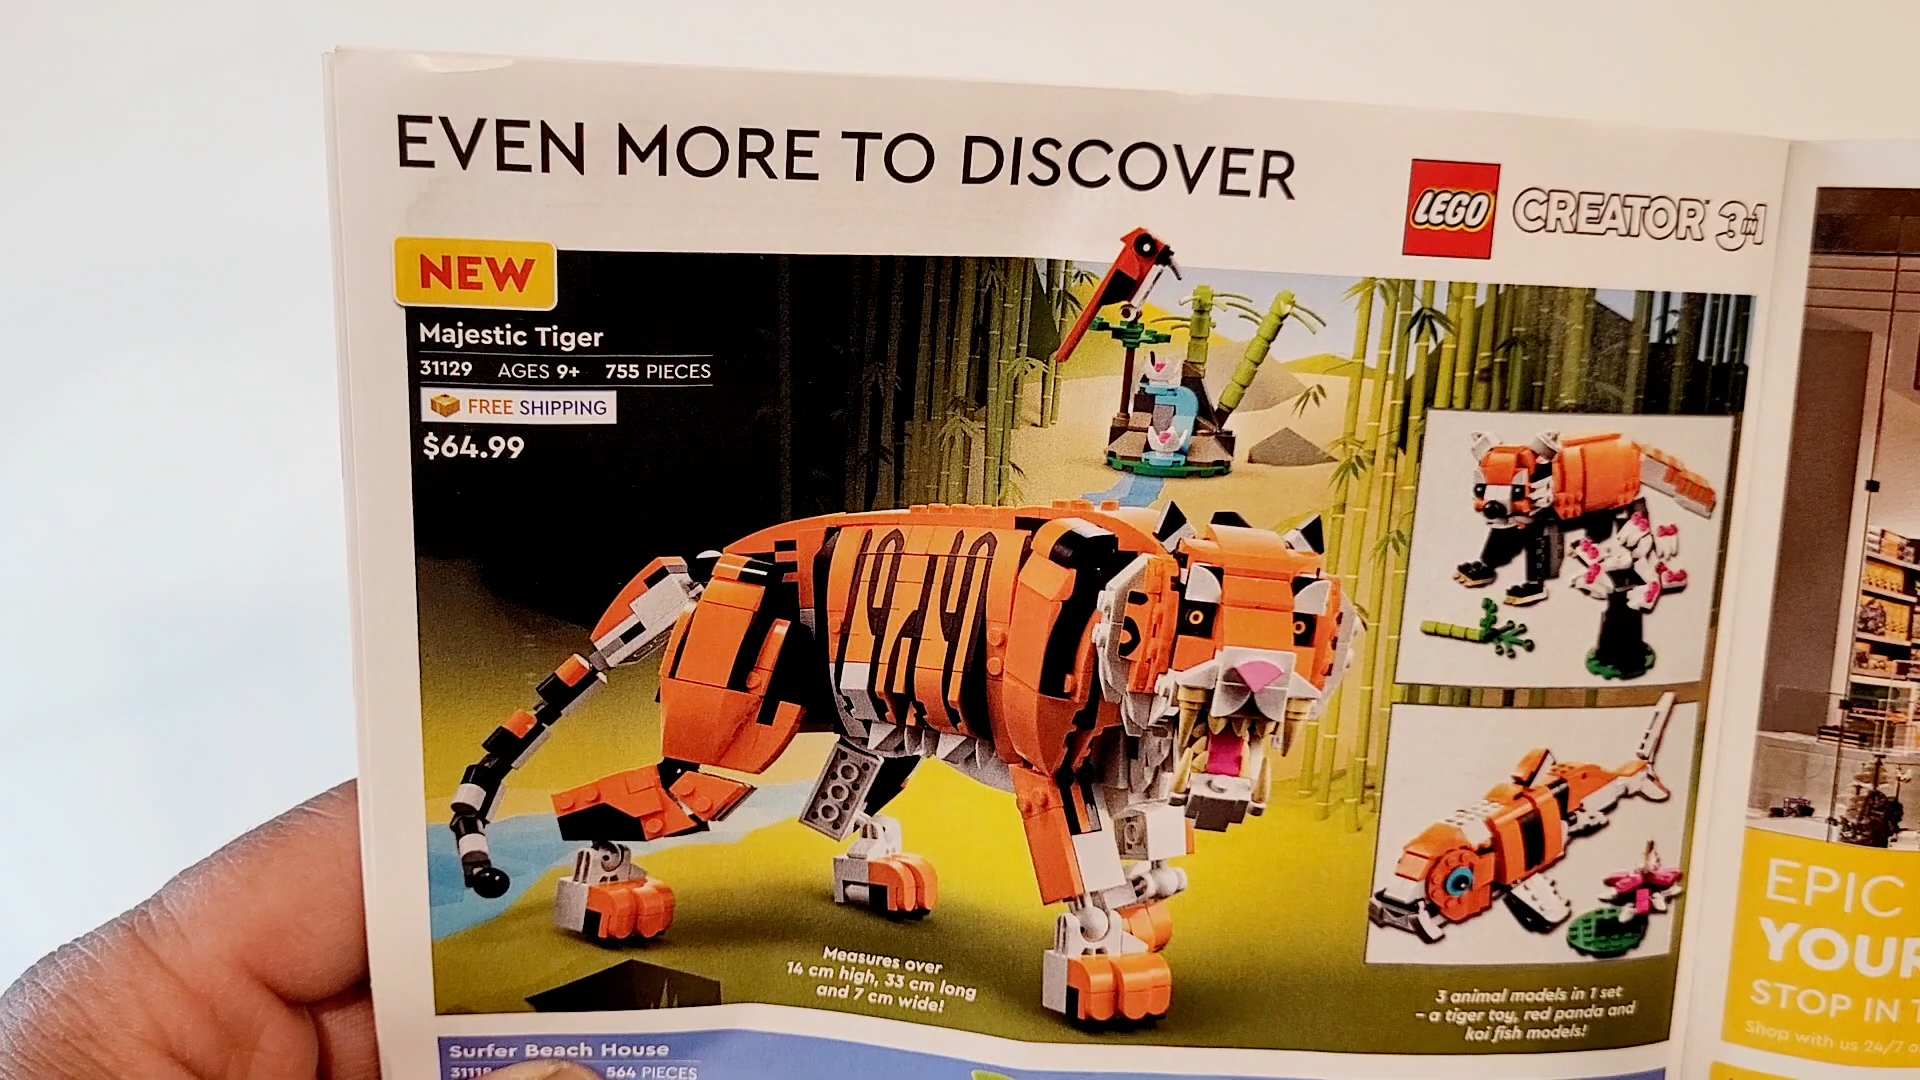 EVEN MORE TO DISCOVER
LEGO CREATOR 3in1
NEW
Majestic Tiger
31129 AGES 9+ 755 PIECES
FREE SHIPPING
$64.99
Measures over
14 cm high, 33 cm long
and 7 cm wide!
3 animal models in 1 set
– a tiger toy, red panda and
koi fish models!
Surfer Beach House
564 PIECES
EPIC
YOUR
STOP IN
Shop with us 24/7